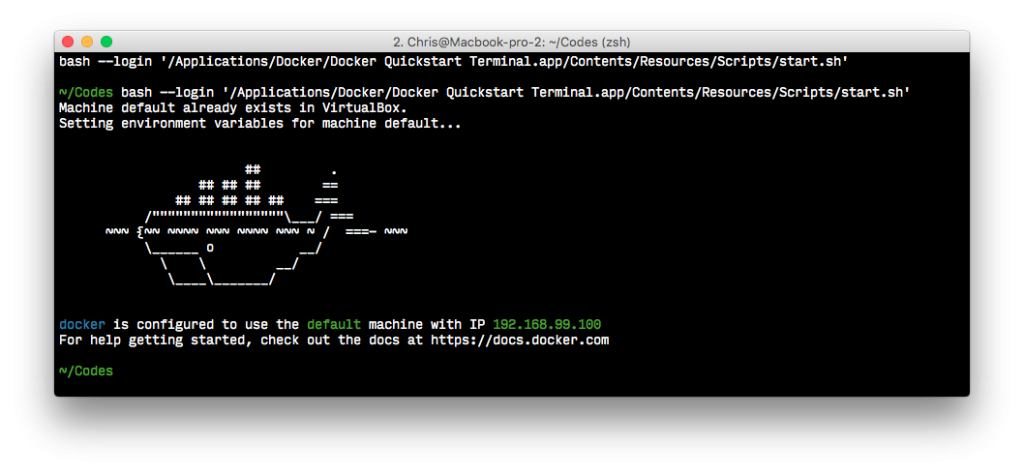 2. Chris@Macbook-pro-2: ~/Codes (zsh)
bash --login '/Applications/Docker/Docker Quickstart Terminal.app/Contents/Resources/Scripts/start.sh'
~/Codes bash --login '/Applications/Docker/Docker Quickstart Terminal.app/Contents/Resources/Scripts/start.sh'
Machine default already exists in VirtualBox.
Setting environment variables for machine default...
                        ##         .
                  ## ## ##        ==
               ## ## ## ## ##    ===
           /"""""""""""""""""\___/ ===
      ~~~ {~~ ~~~~ ~~~ ~~~~ ~~~ ~ /  ===- ~~~
           \______ o           __/
             \    \         __/
              \____\_______/
docker is configured to use the default machine with IP 192.168.99.100
For help getting started, check out the docs at https://docs.docker.com
~/Codes